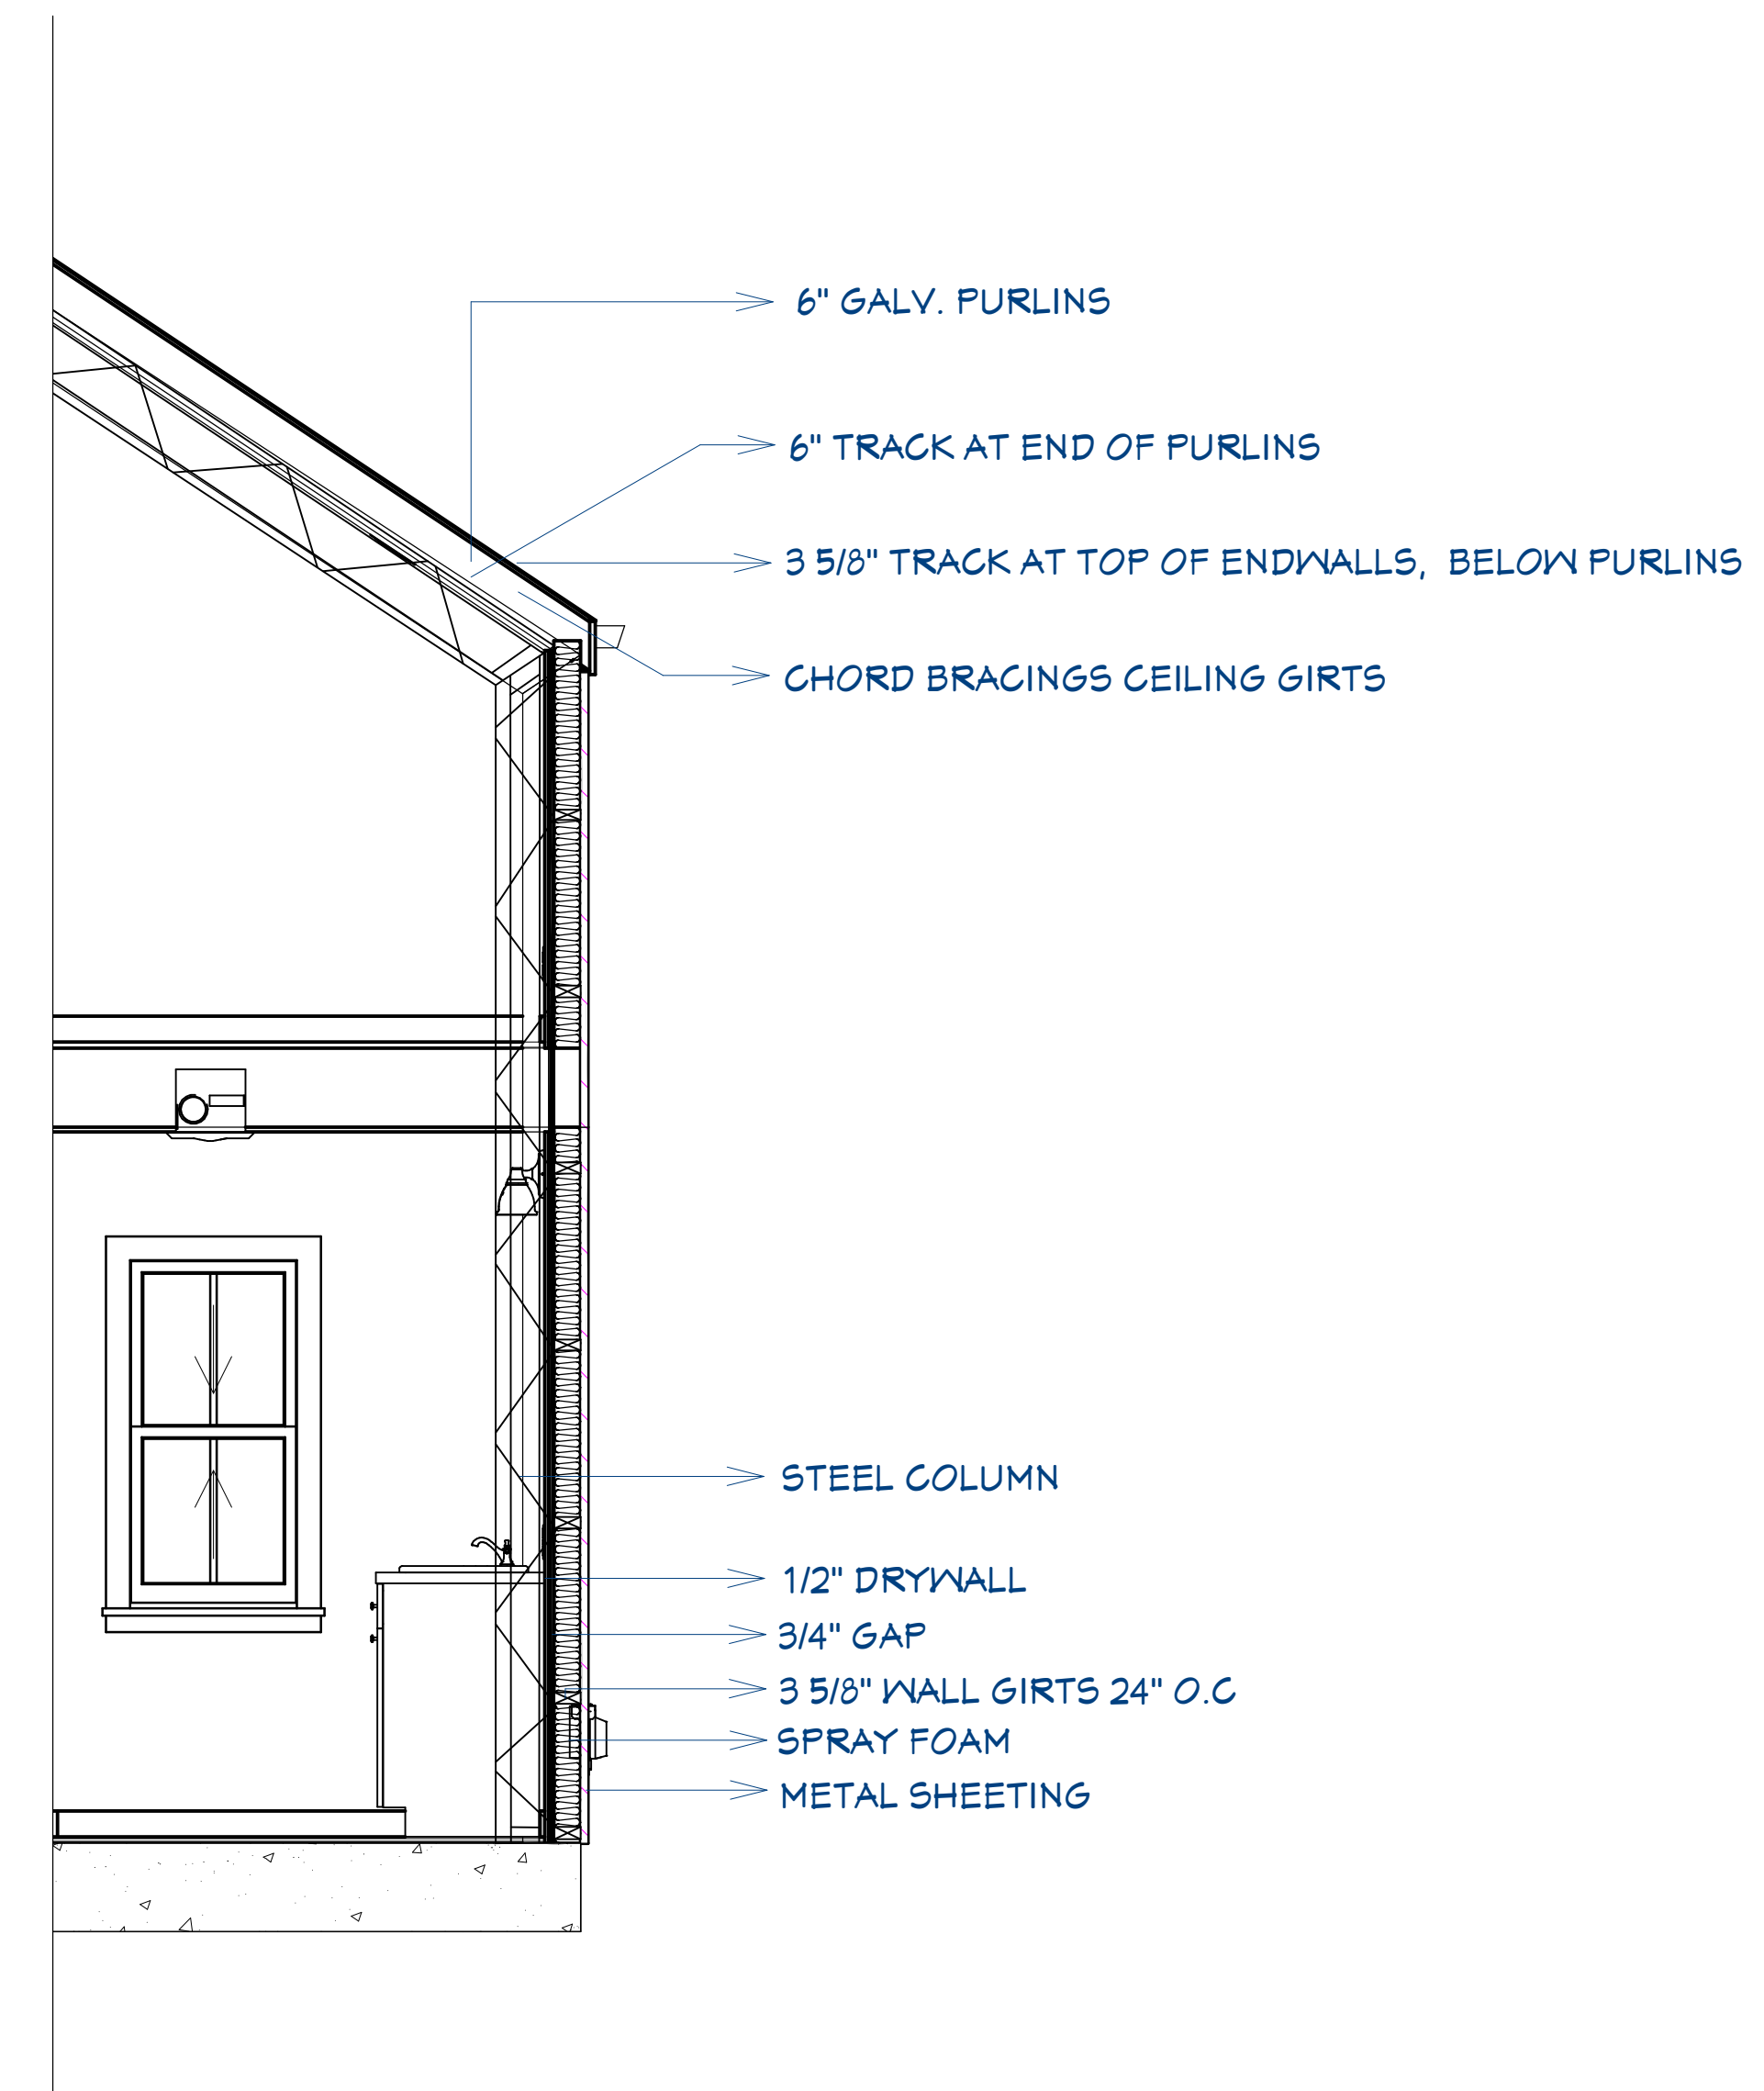 6" GALV. PURLINS
6" TRACK AT END OF PURLINS
3 5/8" TRACK AT TOP OF ENDWALLS, BELOW PURLINS
CHORD BRACINGS CEILING GIRTS
STEEL COLUMN
1/2" DRYWALL
3/4" GAP
3 5/8" WALL GIRTS 24" O.C
SPRAY FOAM
METAL SHEETING